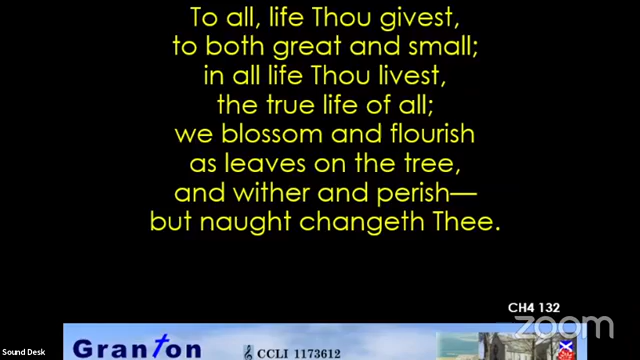 To all, life Thou givest,
to both great and small;
in all life Thou livest,
the true life of all;
we blossom and flourish
as leaves on the tree,
and wither and perish—
but naught changeth Thee.
CH4 132
zoom
Sound Desk
Granton
CCLI 1173612